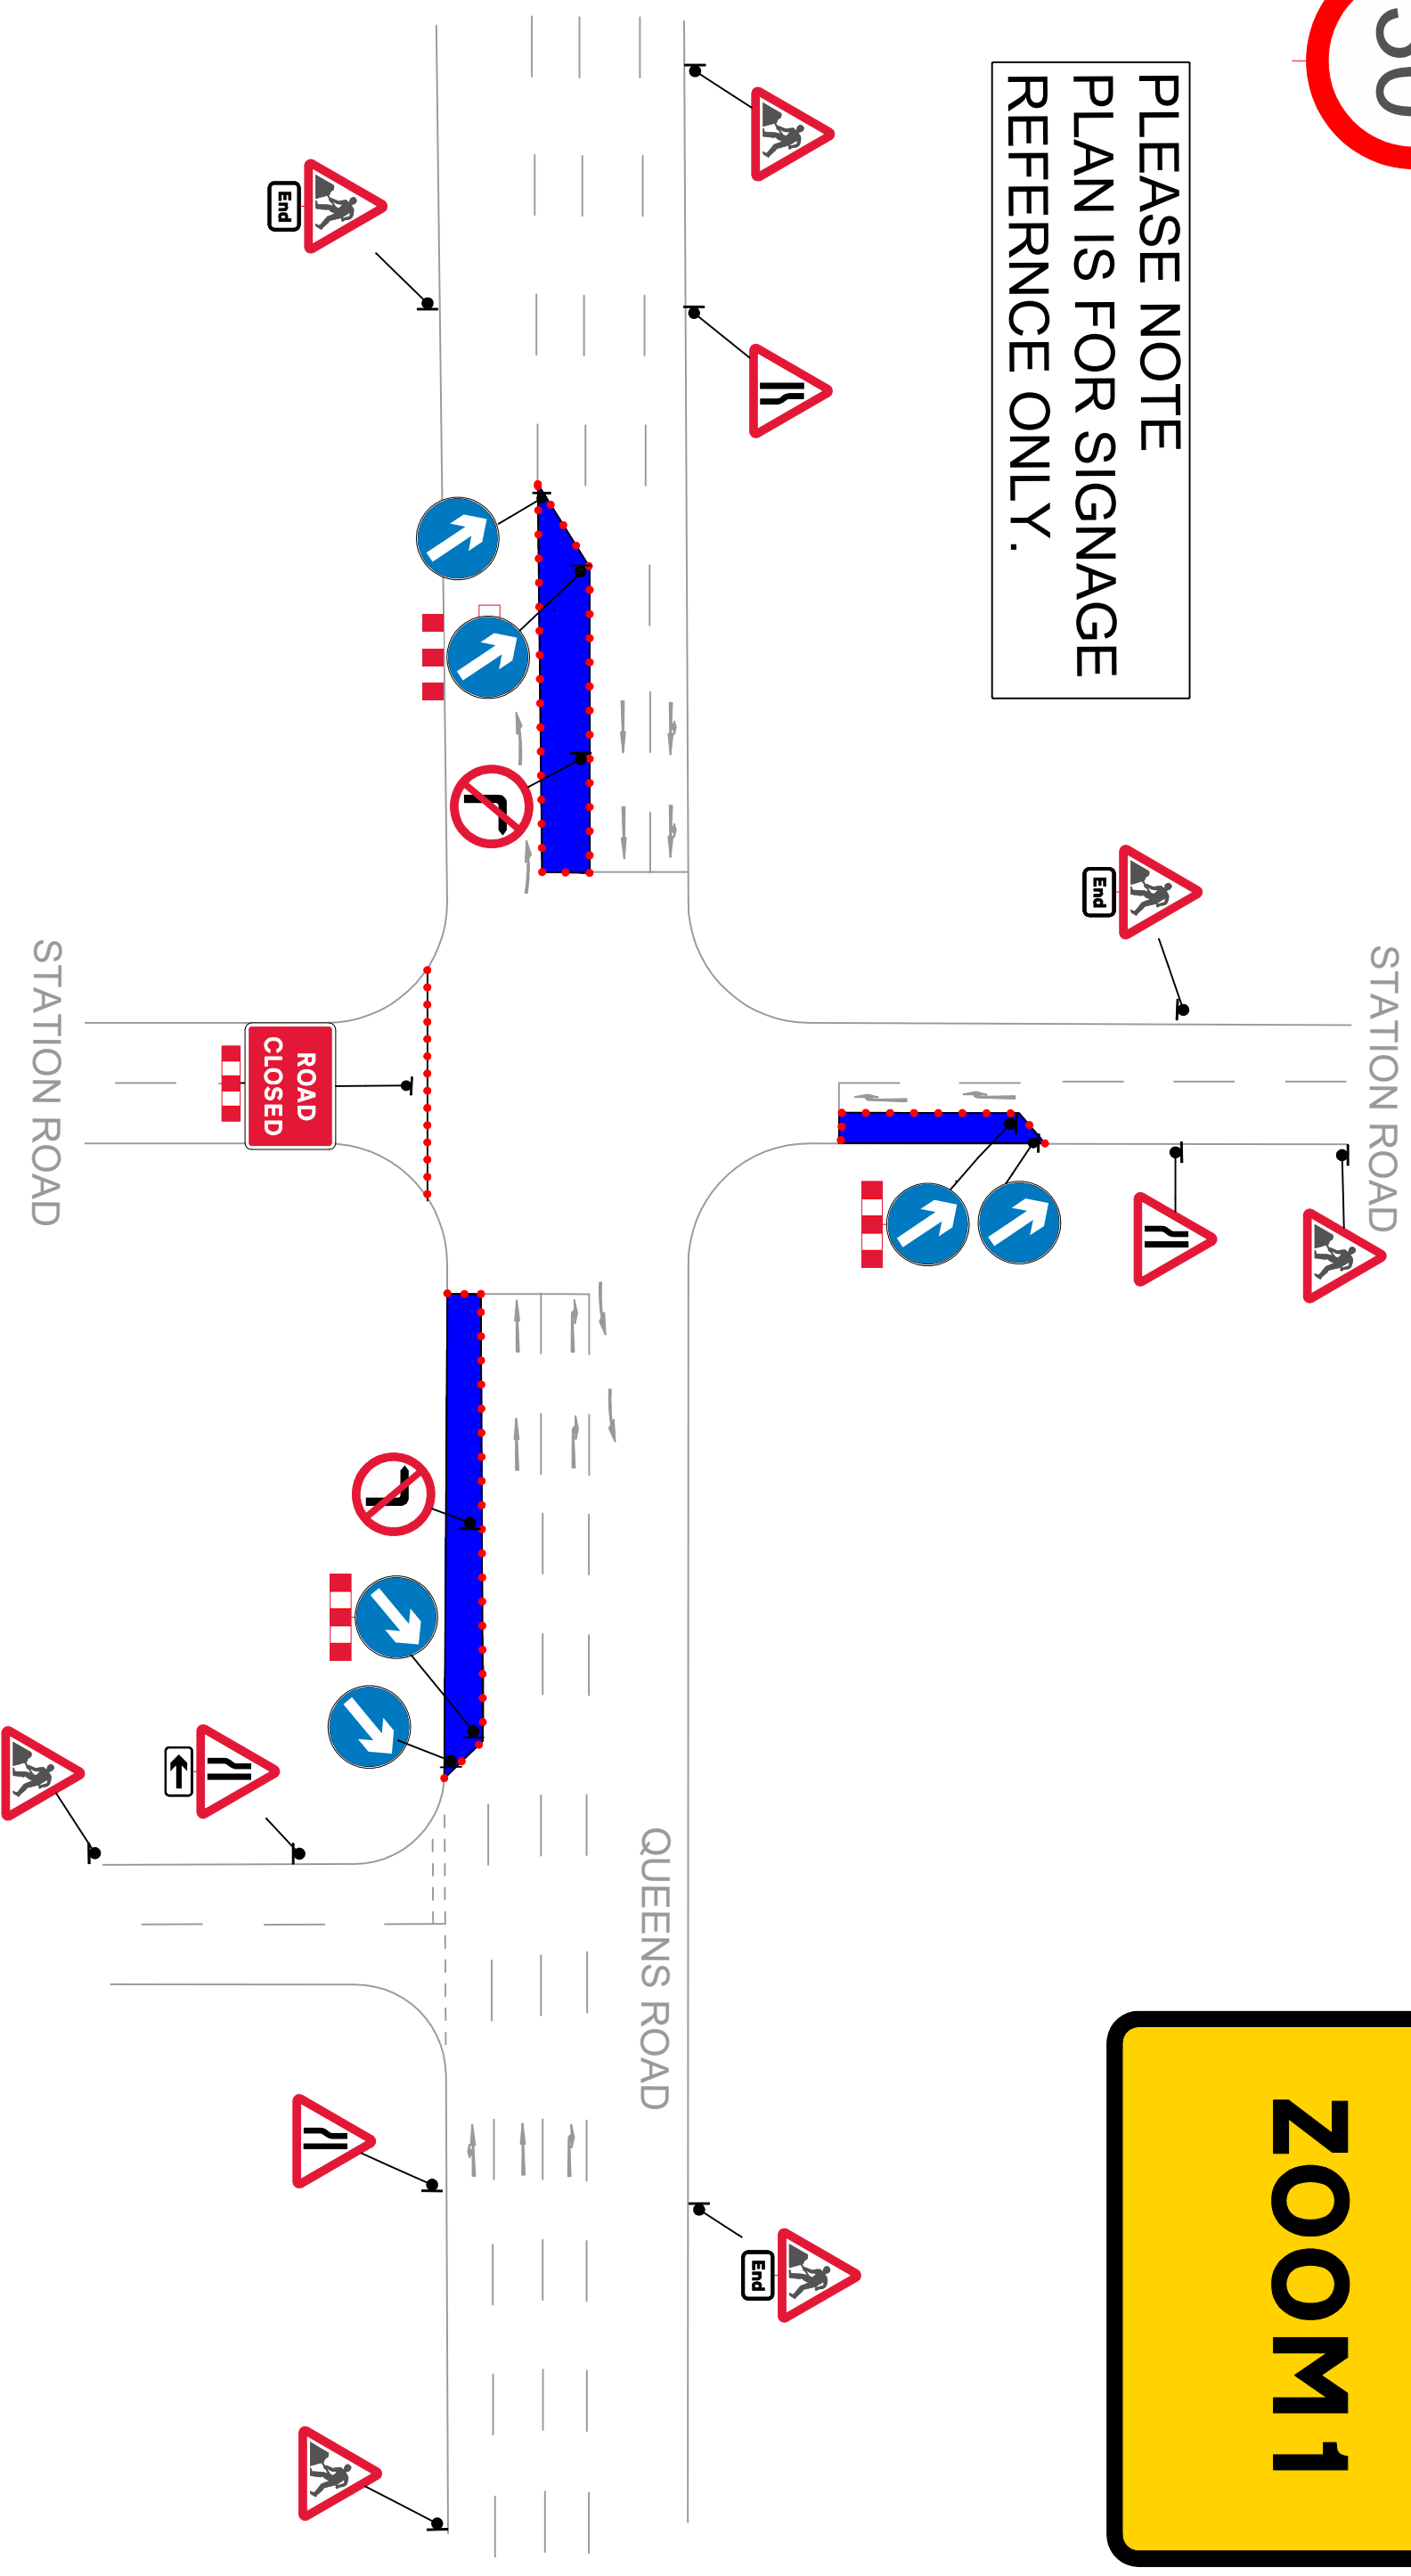 30
PLEASE NOTE
PLAN IS FOR SIGNAGE
REFERNCE ONLY.
End
End
STATION ROAD
STATION ROAD
ROAD
CLOSED
QUEENS ROAD
End
ZOOM 1